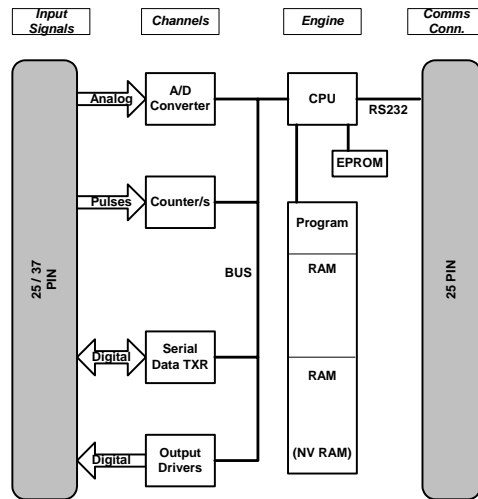 Input
Signals
Channels
Engine
Comms
Conn.
25 / 37
PIN
Analog
A/D
Converter
CPU
RS232
EPROM
Pulses
Counter/s
Program
RAM
BUS
25 PIN
Digital
Serial
Data TXR
RAM
Digital
Output
Drivers
(NV RAM)